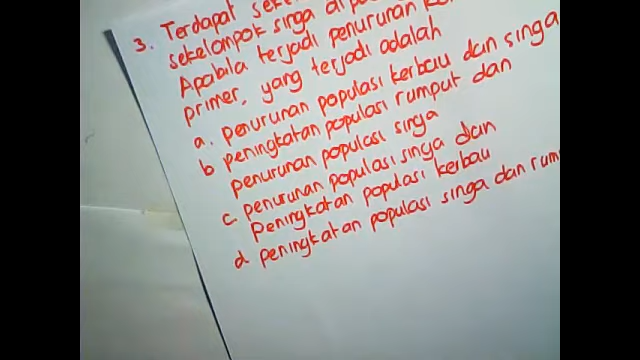 3. Terdapat
sekelompok singa di
Apabila terjadi penurunan
primer, yang terjadi adalah
a. penurunan populasi kerbau dan singa
b peningkatan populasi rumput dan
penurunan populasi singa
c. penurunan populasi singa dan
Peningkatan populasi kerbau
d. peningkatan populasi singa dan